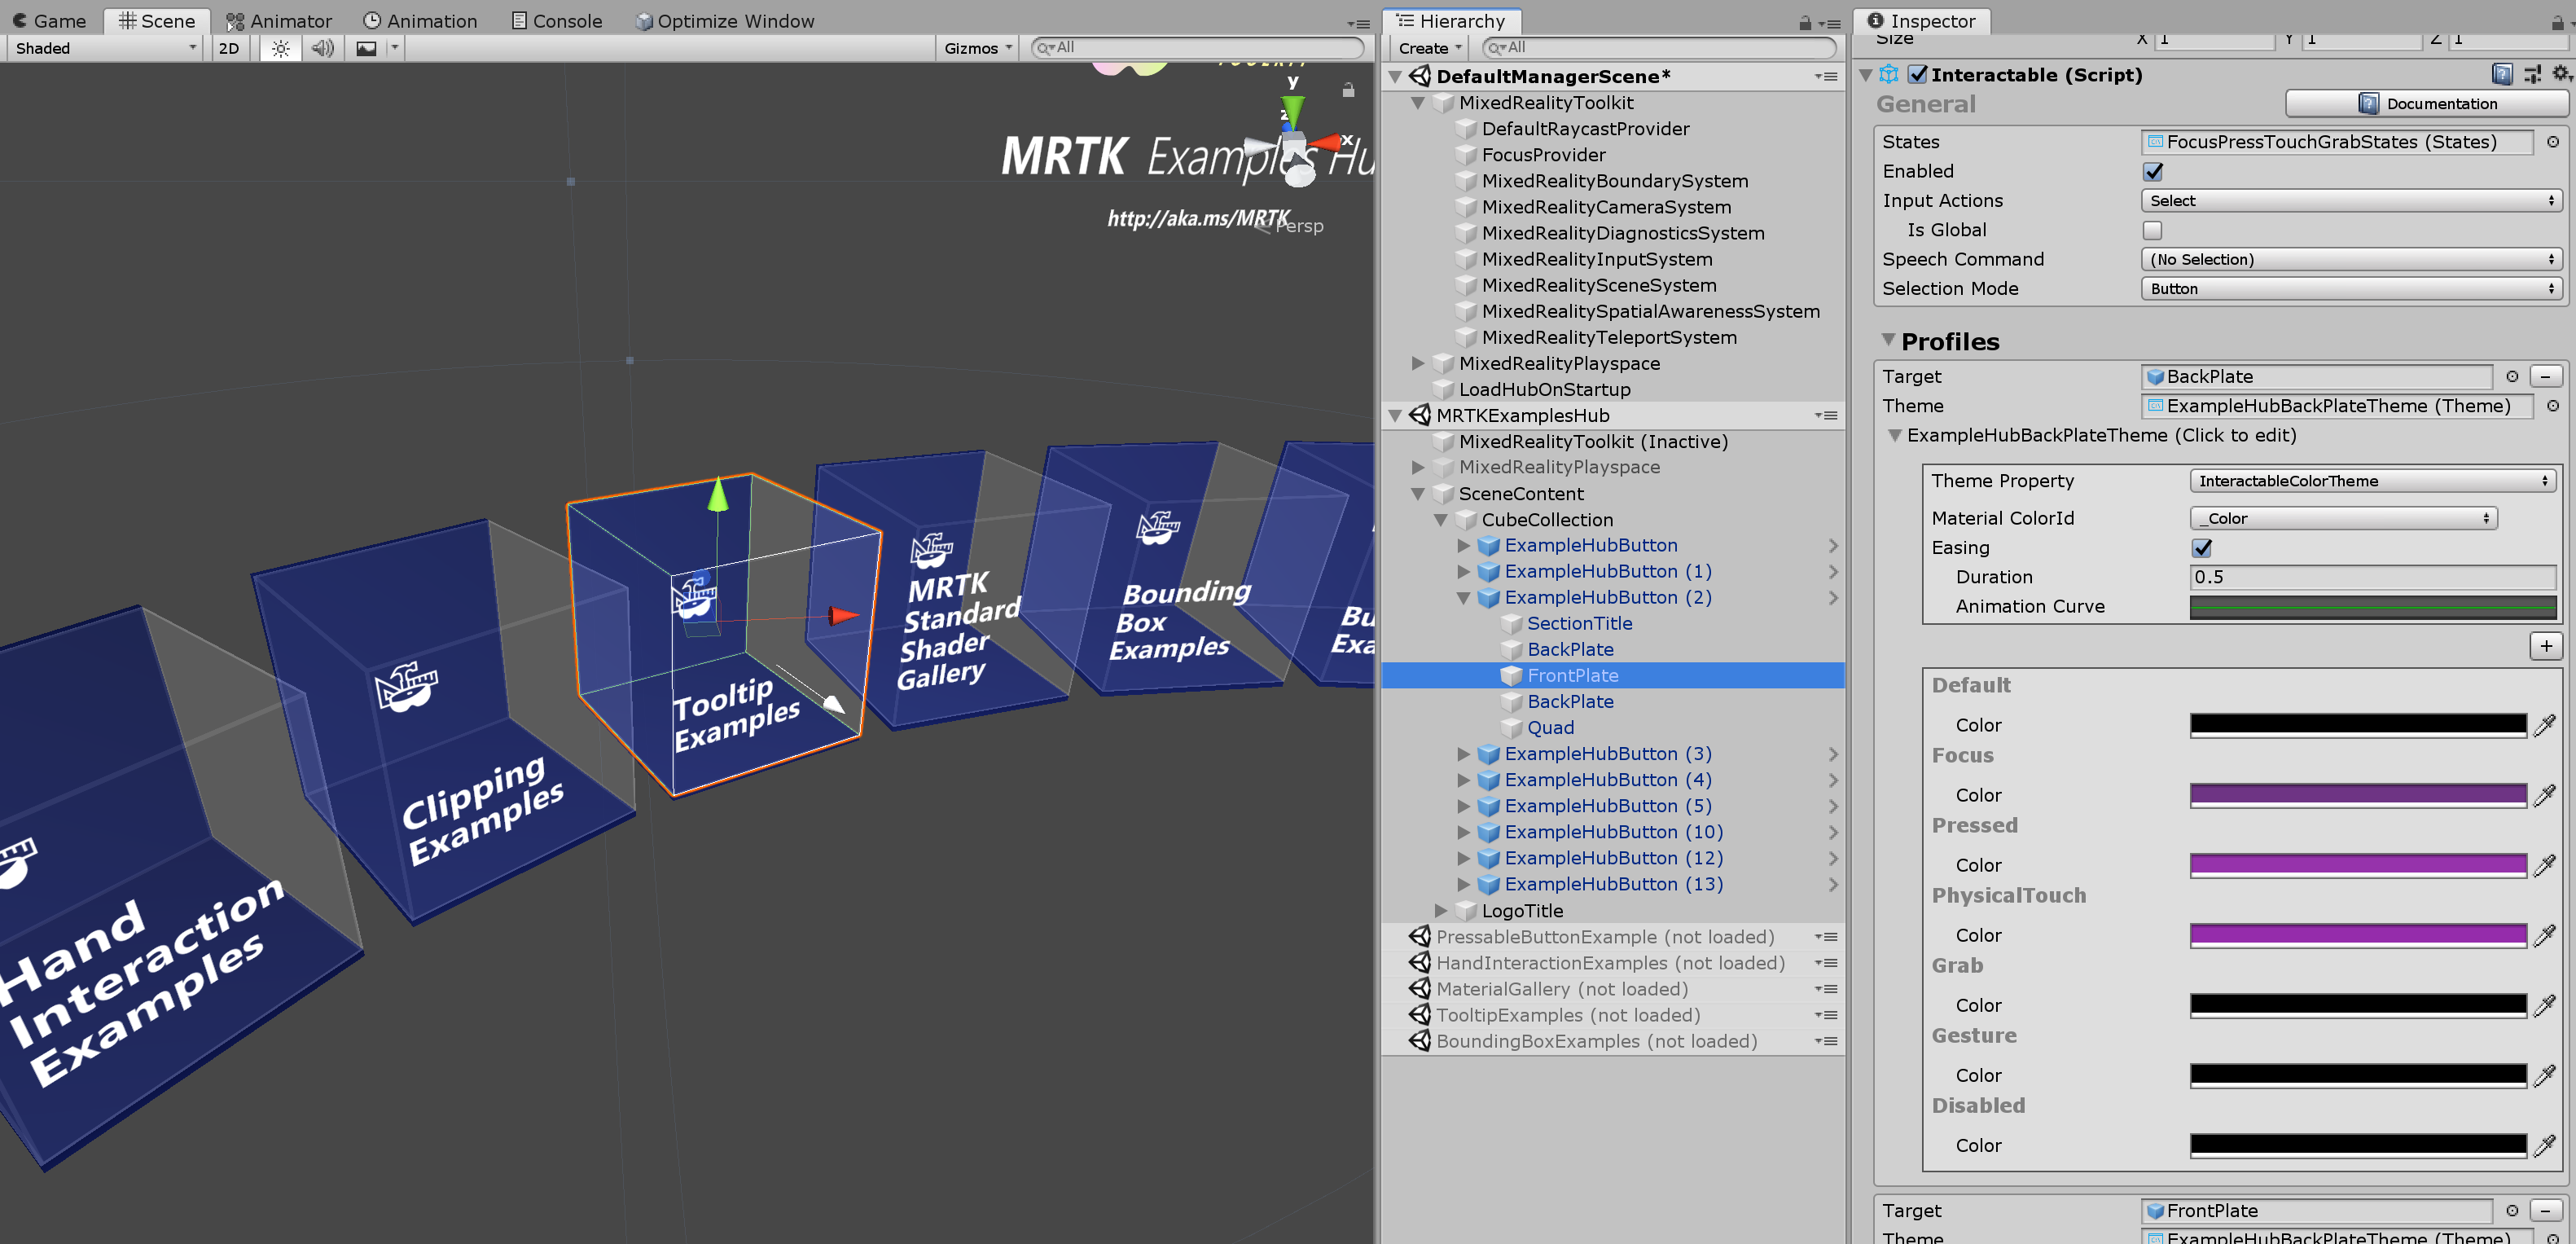 Game Scene Animator Animation Console Optimize Window
Shaded 2D Gizmos All
y
x
z
MRTK Examples Hu
http://aka.ms/MRTK
Persp
MRTK
Standard
Shader
Gallery
Bounding
Box
Examples
Bu
Exa
Tooltip
Examples
Clipping
Examples
Hand
Interaction
Examples
Hierarchy
Create All
DefaultManagerScene*
MixedRealityToolkit
DefaultRaycastProvider
FocusProvider
MixedRealityBoundarySystem
MixedRealityCameraSystem
MixedRealityDiagnosticsSystem
MixedRealityInputSystem
MixedRealitySceneSystem
MixedRealitySpatialAwarenessSystem
MixedRealityTeleportSystem
MixedRealityPlayspace
LoadHubOnStartup
MRTKExamplesHub
MixedRealityToolkit (Inactive)
MixedRealityPlayspace
SceneContent
CubeCollection
ExampleHubButton
ExampleHubButton (1)
ExampleHubButton (2)
SectionTitle
BackPlate
FrontPlate
BackPlate
Quad
ExampleHubButton (3)
ExampleHubButton (4)
ExampleHubButton (5)
ExampleHubButton (10)
ExampleHubButton (12)
ExampleHubButton (13)
LogoTitle
PressableButtonExample (not loaded)
HandInteractionExamples (not loaded)
MaterialGallery (not loaded)
TooltipExamples (not loaded)
BoundingBoxExamples (not loaded)
Inspector
Size X 1 Y 1 Z 1
Interactable (Script)
General Documentation
States FocusPressTouchGrabStates (States)
Enabled
Input Actions Select
Is Global
Speech Command (No Selection)
Selection Mode Button
Profiles
Target BackPlate
Theme ExampleHubBackPlateTheme (Theme)
ExampleHubBackPlateTheme (Click to edit)
Theme Property InteractableColorTheme
Material ColorId _Color
Easing
Duration 0.5
Animation Curve
Default
Color
Focus
Color
Pressed
Color
PhysicalTouch
Color
Grab
Color
Gesture
Color
Disabled
Color
Target FrontPlate
Theme ExampleHubBackPlateTheme (Theme)